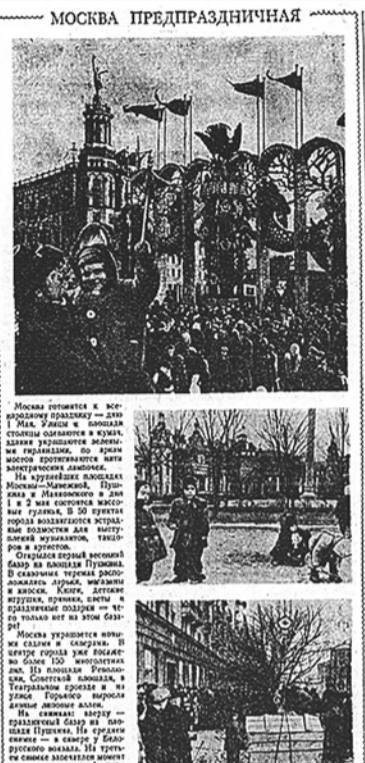 МОСКВА ПРЕДПРАЗДНИЧНАЯ
Москва готовится к все-
народному празднику — дню
1 Мая. Улицы и площади
столицы одеваются в кумач,
здания украшаются зелены-
ми гирляндами, по аркам
мостов протягиваются нити
электрических лампочек.
На крупнейших площадях
Москвы—Манежной, Пуш-
кина и Маяковского в дни
1 и 2 мая состоятся массо-
вые гулянья. В 50 пунктах
города воздвигаются эстрад-
ные подмостки для высту-
плений музыкантов, танцо-
ров и артистов.
Открылся первый весенний
базар на площади Пушкина.
В сказочных теремах распо-
ложились ларьки, магазины
и киоски. Книги, детские
игрушки, пряники, цветы и
праздничные подарки — че-
го только нет на этом база-
ре!
Москва украшается новы-
ми садами и скверами. В
центре города уже посаже-
но более 150 многолетних
лип. На площади Револю-
ции, Советской площади, в
Театральном проезде и на
улице Горького выросли
целые липовые аллеи.
На снимках: вверху —
праздничный базар на пло-
щади Пушкина. На среднем
снимке — в сквере у Бело-
русского вокзала. На треть-
ем снимке запечатлен момент